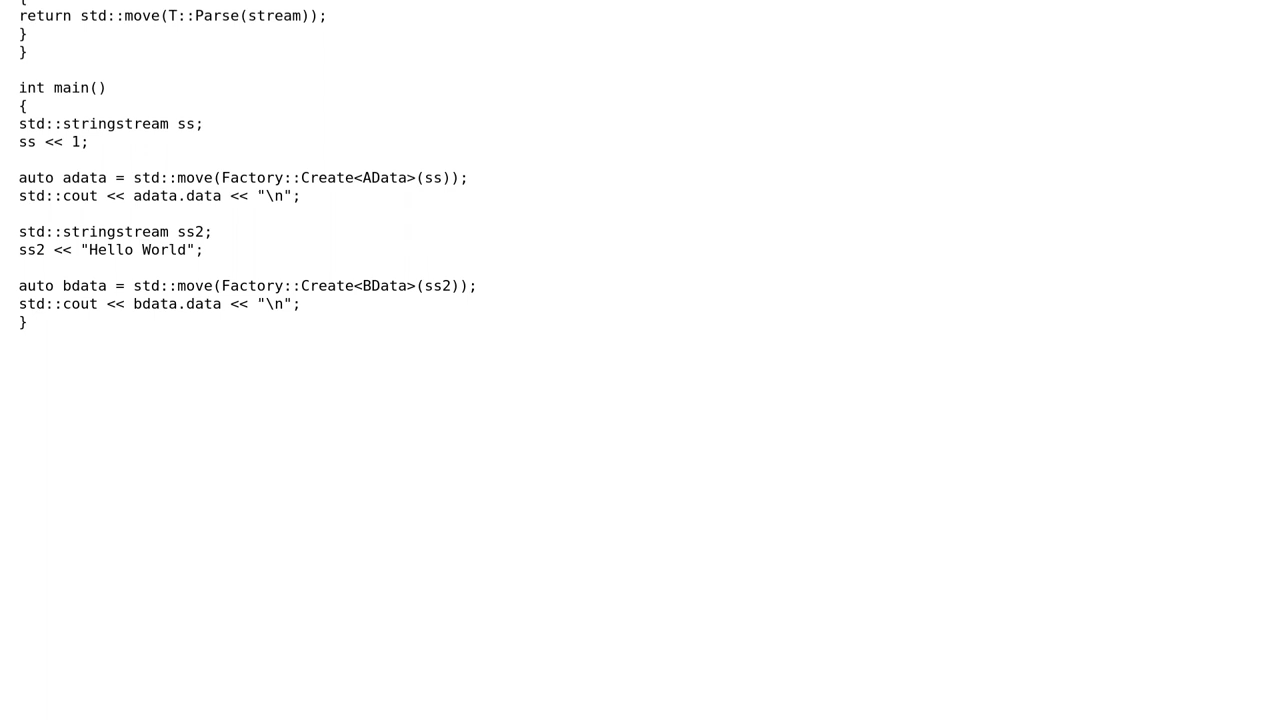 {
return std::move(T::Parse(stream));
}
}

int main()
{
std::stringstream ss;
ss << 1;

auto adata = std::move(Factory::Create<AData>(ss));
std::cout << adata.data << "\n";

std::stringstream ss2;
ss2 << "Hello World";

auto bdata = std::move(Factory::Create<BData>(ss2));
std::cout << bdata.data << "\n";
}